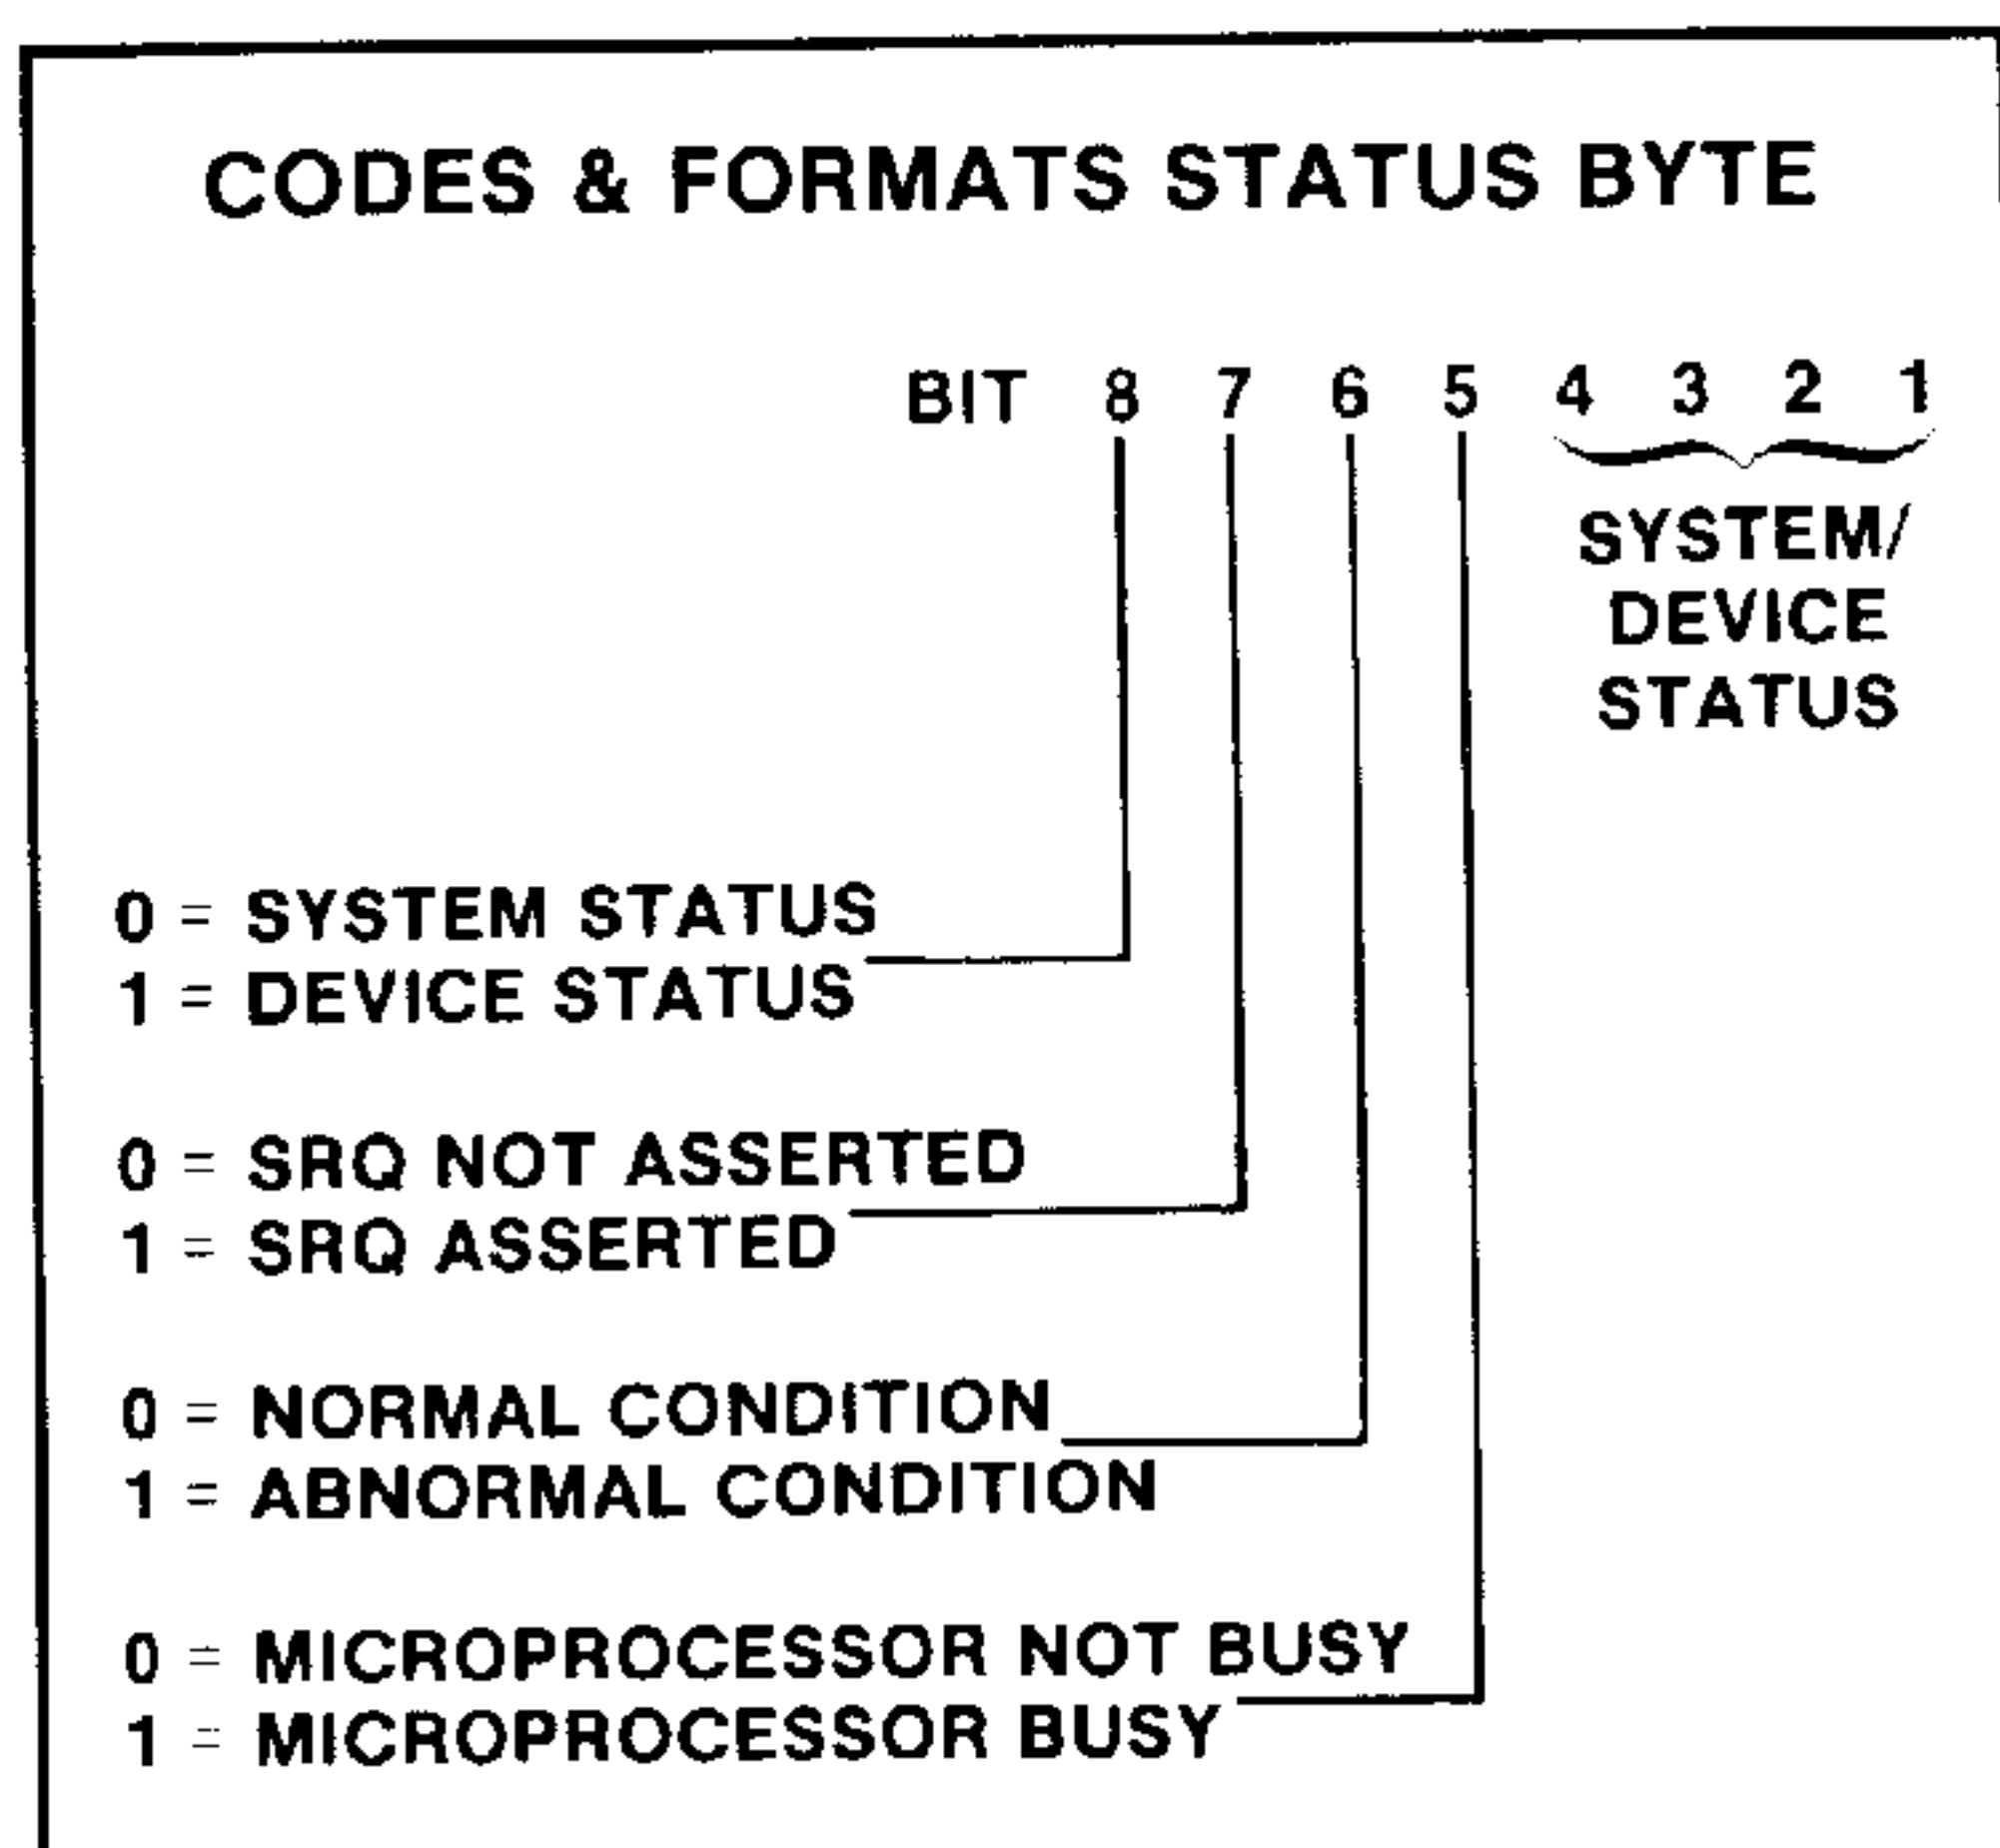 CODES & FORMATS STATUS BYTE
BIT 8 7 6 5 4 3 2 1
SYSTEM/
DEVICE
STATUS
0 = SYSTEM STATUS
1 = DEVICE STATUS
0 = SRQ NOT ASSERTED
1 = SRQ ASSERTED
0 = NORMAL CONDITION
1 = ABNORMAL CONDITION
0 = MICROPROCESSOR NOT BUSY
1 = MICROPROCESSOR BUSY